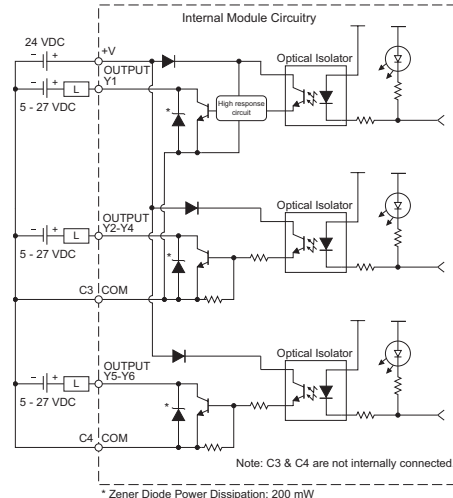 Internal Module Circuitry
24 VDC
− +
+V
Optical Isolator
OUTPUT
Y1
− +
L
5 - 27 VDC
*
High response
circuit
Optical Isolator
OUTPUT
Y2-Y4
− +
L
5 - 27 VDC
*
C3 COM
Optical Isolator
OUTPUT
Y5-Y6
− +
L
5 - 27 VDC
*
C4 COM
Note: C3 & C4 are not internally connected
* Zener Diode Power Dissipation: 200 mW